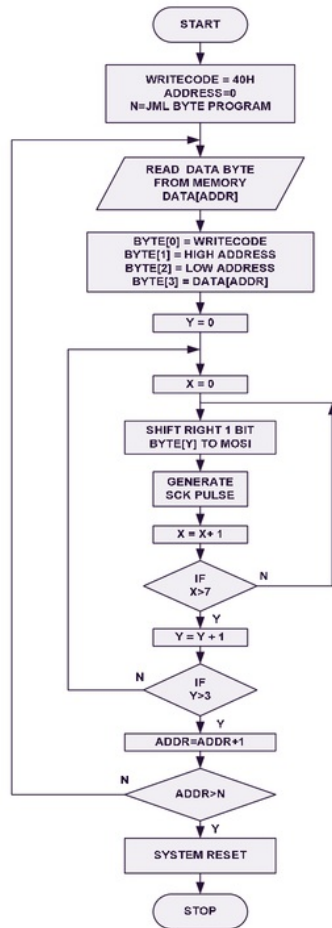 START
WRITECODE = 40H
ADDRESS=0
N=JML BYTE PROGRAM
READ DATA BYTE
FROM MEMORY
DATA[ADDR]
BYTE[0] = WRITECODE
BYTE[1] = HIGH ADDRESS
BYTE[2] = LOW ADDRESS
BYTE[3] = DATA[ADDR]
Y = 0
X = 0
SHIFT RIGHT 1 BIT
BYTE[Y] TO MOSI
GENERATE
SCK PULSE
X = X+ 1
IF
X>7
N
Y
Y = Y + 1
IF
Y>3
N
Y
ADDR=ADDR+1
N
ADDR>N
Y
SYSTEM RESET
STOP